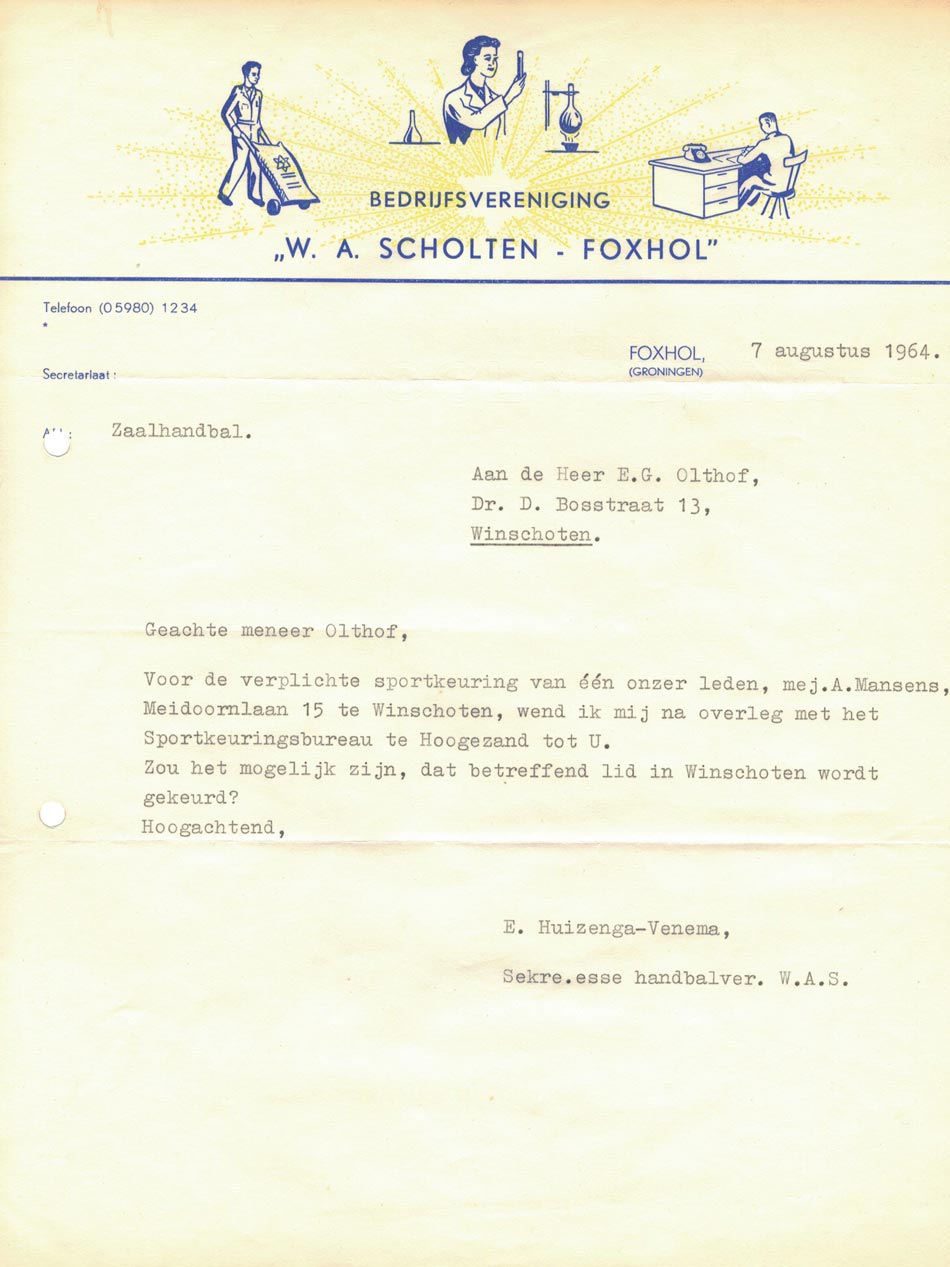 BEDRIJFSVERENIGING
„W. A. SCHOLTEN - FOXHOL”
Telefoon (05980) 1234
*
FOXHOL, 7 augustus 1964.
(GRONINGEN)
Secretariaat :
Zaalhandbal.
Aan de Heer E.G. Olthof,
Dr. D. Bosstraat 13,
Winschoten.
Geachte meneer Olthof,
Voor de verplichte sportkeuring van één onzer leden, mej.A.Mansens,
Meidoornlaan 15 te Winschoten, wend ik mij na overleg met het
Sportkeuringsbureau te Hoogezand tot U.
Zou het mogelijk zijn, dat betreffend lid in Winschoten wordt
gekeurd?
Hoogachtend,
E. Huizenga-Venema,
Sekre.esse handbalver. W.A.S.